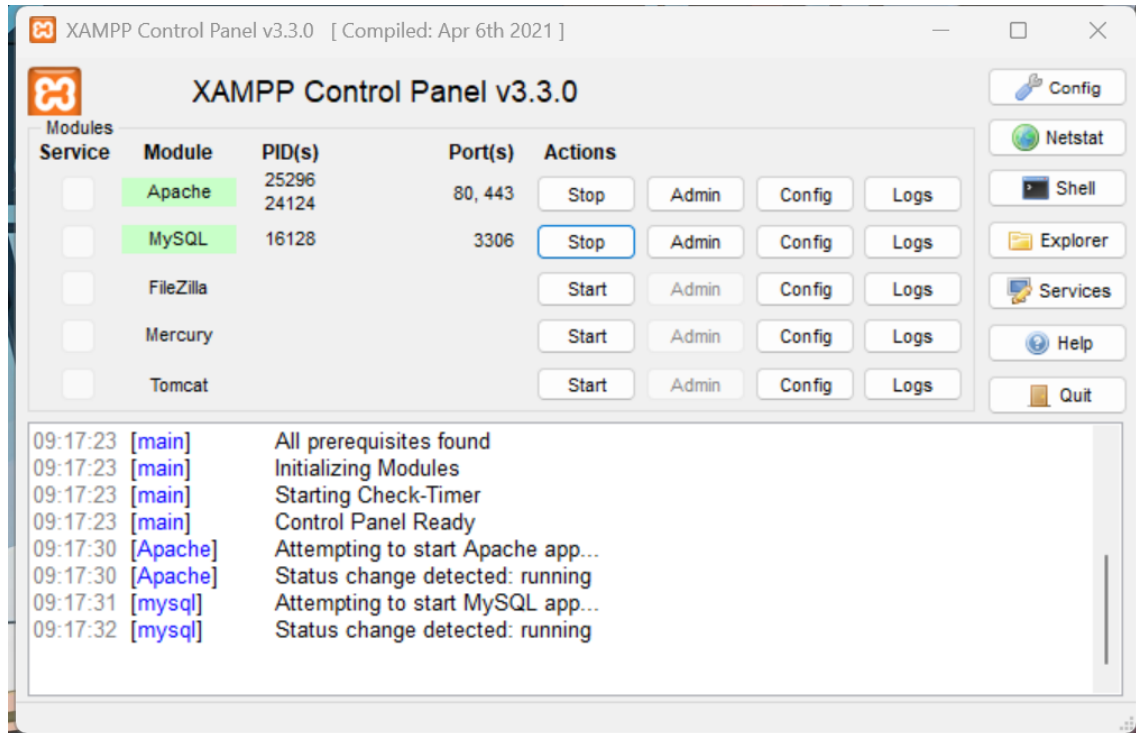 XAMPP Control Panel v3.3.0 [ Compiled: Apr 6th 2021 ]
XAMPP Control Panel v3.3.0
Config
Modules
Netstat
Service Module PID(s) Port(s) Actions
Apache 25296 24124 80, 443 Stop Admin Config Logs
Shell
MySQL 16128 3306 Stop Admin Config Logs
Explorer
FileZilla Start Admin Config Logs
Services
Mercury Start Admin Config Logs
Help
Tomcat Start Admin Config Logs
Quit
09:17:23 [main] All prerequisites found
09:17:23 [main] Initializing Modules
09:17:23 [main] Starting Check-Timer
09:17:23 [main] Control Panel Ready
09:17:30 [Apache] Attempting to start Apache app...
09:17:30 [Apache] Status change detected: running
09:17:31 [mysql] Attempting to start MySQL app...
09:17:32 [mysql] Status change detected: running